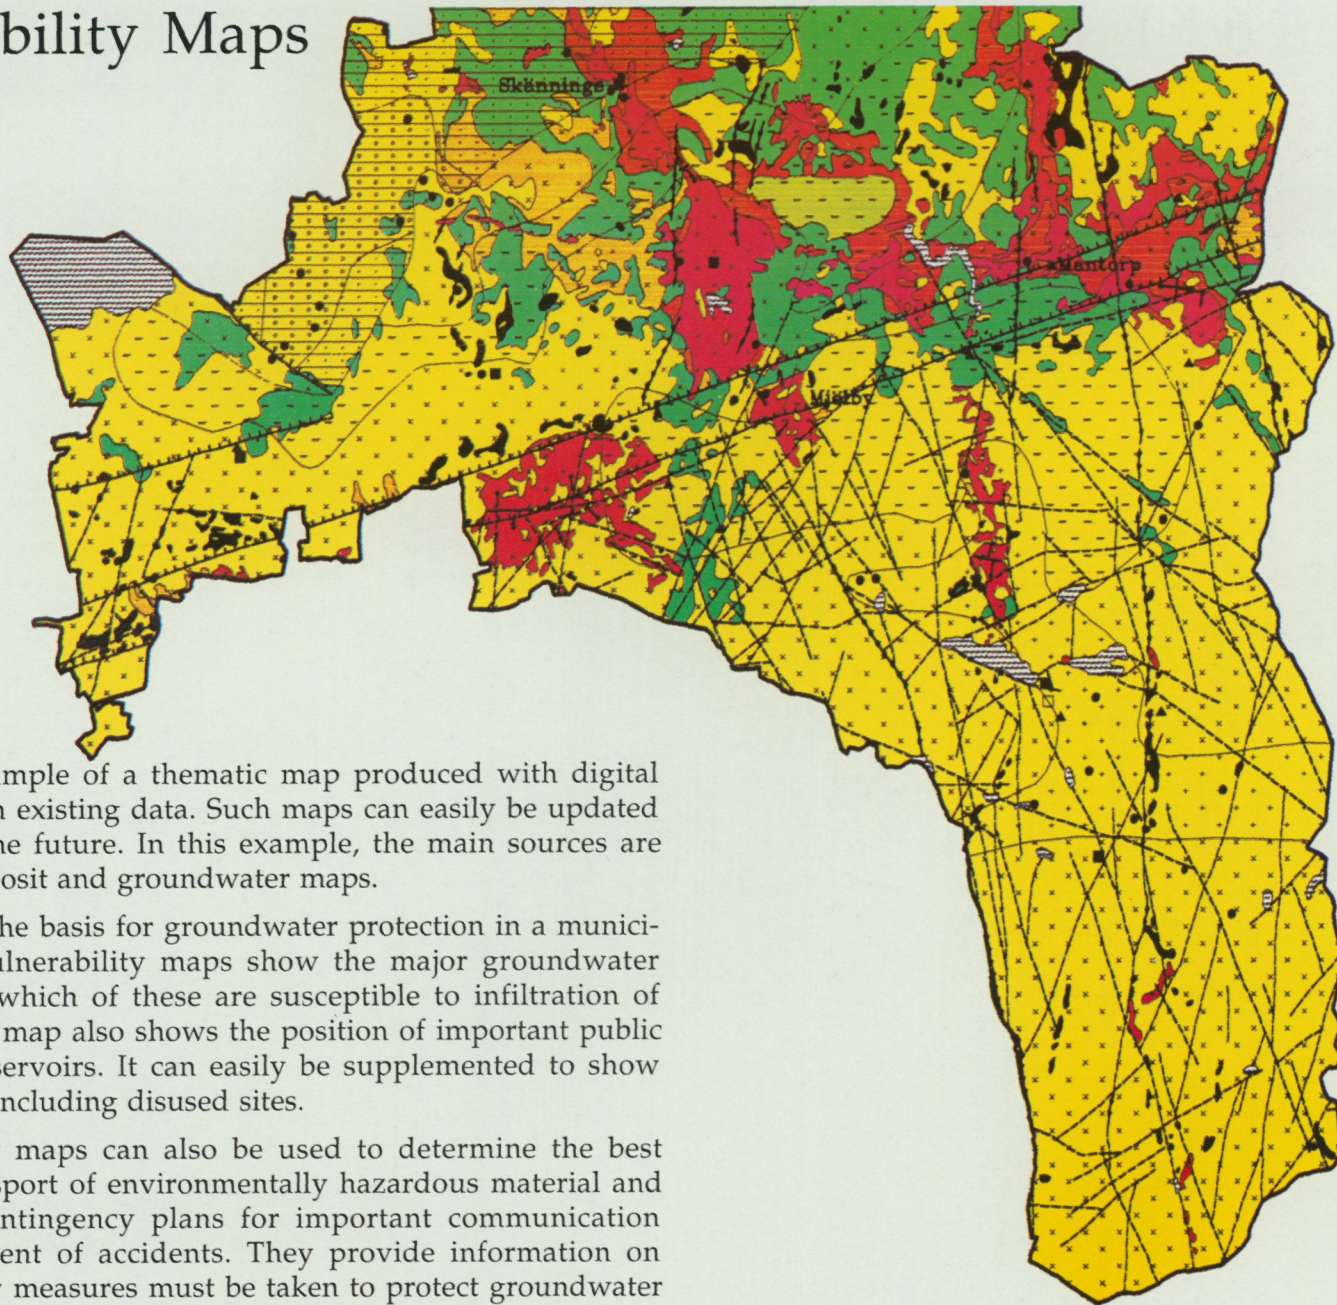 bility Maps
Skänninge
Mantorp
Mjölby
mple of a thematic map produced with digital
n existing data. Such maps can easily be updated
he future. In this example, the main sources are
osit and groundwater maps.
he basis for groundwater protection in a munici-
ulnerability maps show the major groundwater
which of these are susceptible to infiltration of
map also shows the position of important public
servoirs. It can easily be supplemented to show
ncluding disused sites.
maps can also be used to determine the best
sport of environmentally hazardous material and
ntingency plans for important communication
ent of accidents. They provide information on
y measures must be taken to protect groundwater